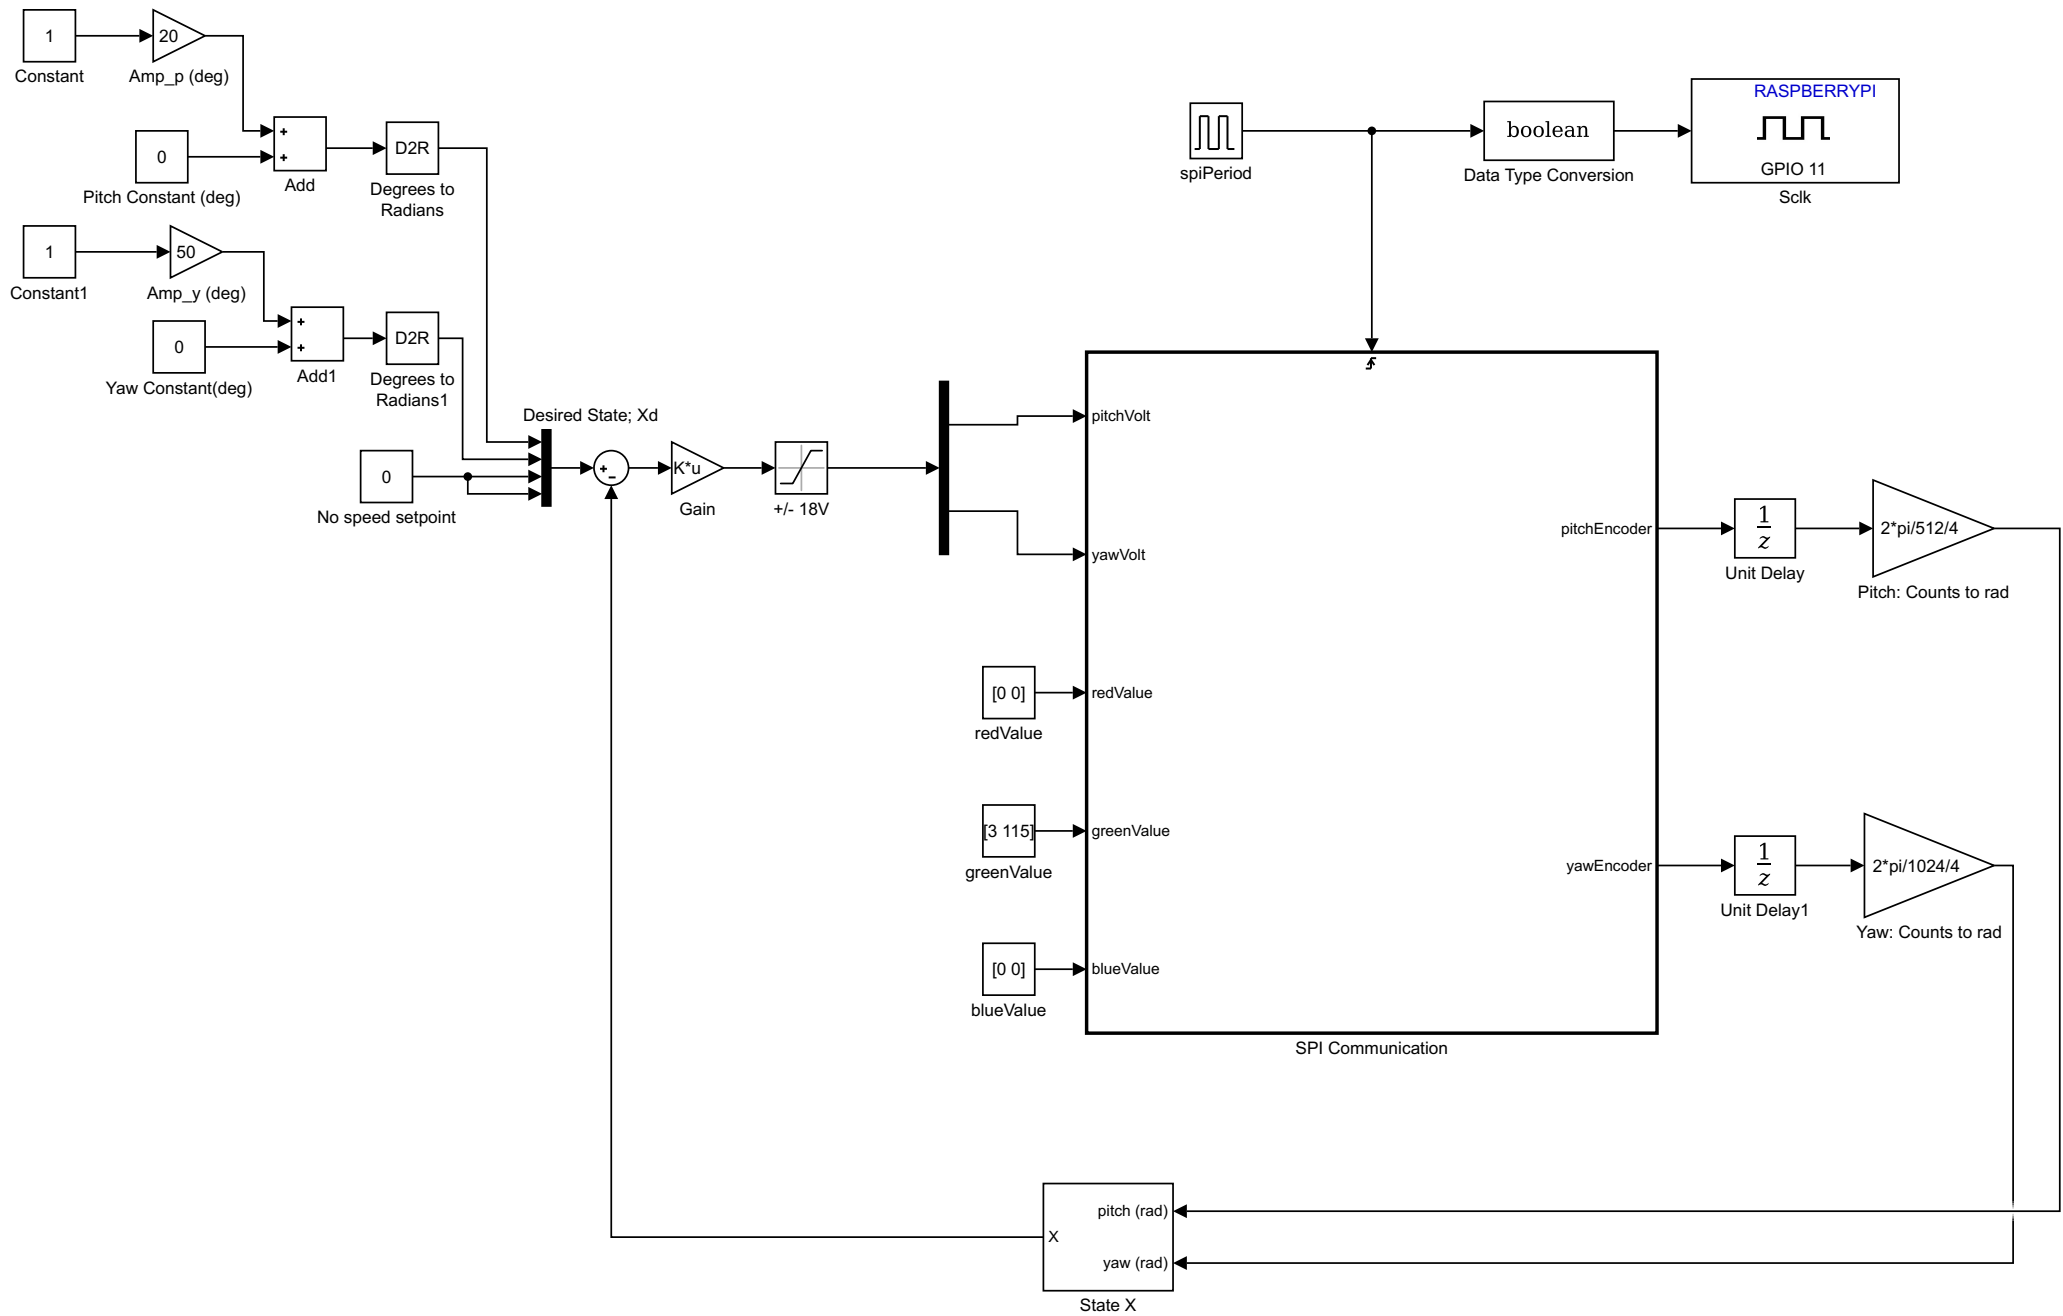 1
Constant
20
Amp_p (deg)
0
Pitch Constant (deg)
+
+
Add
D2R
Degrees to
Radians
1
Constant1
50
Amp_y (deg)
0
Yaw Constant(deg)
+
+
Add1
D2R
Degrees to
Radians1
0
No speed setpoint
Desired State; Xd
+
-
K*u
Gain
+/- 18V
spiPeriod
boolean
Data Type Conversion
RASPBERRYPI
GPIO 11
Sclk
pitchVolt
yawVolt
[0 0]
redValue
redValue
[3 115]
greenValue
greenValue
[0 0]
blueValue
blueValue
pitchEncoder
yawEncoder
SPI Communication
1
z
Unit Delay
2*pi/512/4
Pitch: Counts to rad
1
z
Unit Delay1
2*pi/1024/4
Yaw: Counts to rad
pitch (rad)
X
yaw (rad)
State X